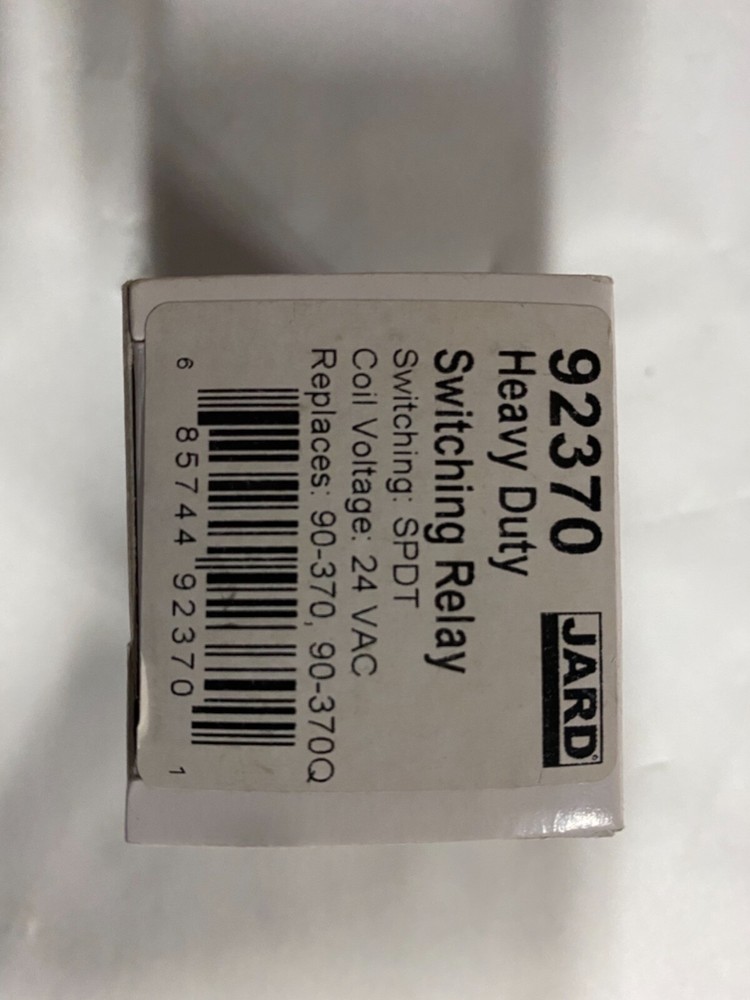 92370 JARD®
Heavy Duty
Switching Relay
Switching: SPDT
Coil Voltage: 24 VAC
Replaces: 90-370, 90-370Q
6 85744 92370 1